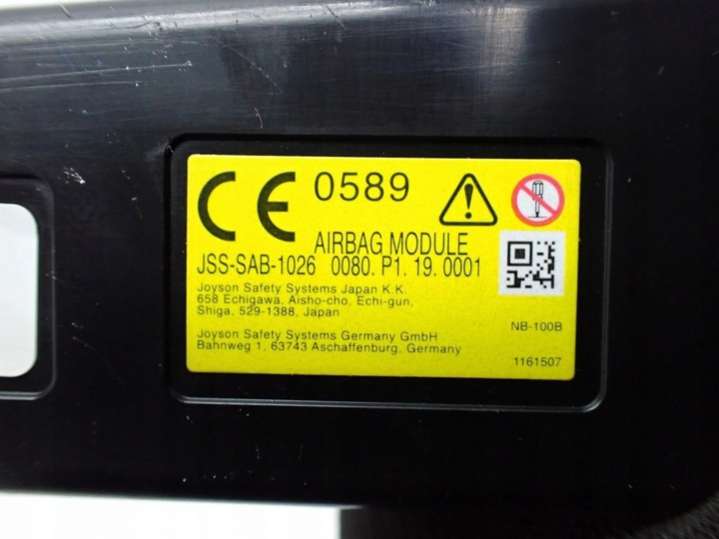 CE 0589
AIRBAG MODULE
JSS-SAB-1026 0080. P1. 19. 0001
Joyson Safety Systems Japan K.K.
658 Echigawa, Aisho-cho, Echi-gun,
Shiga, 529-1388, Japan
NB-100B
Joyson Safety Systems Germany GmbH
Bahnweg 1, 63743 Aschaffenburg, Germany
1161507